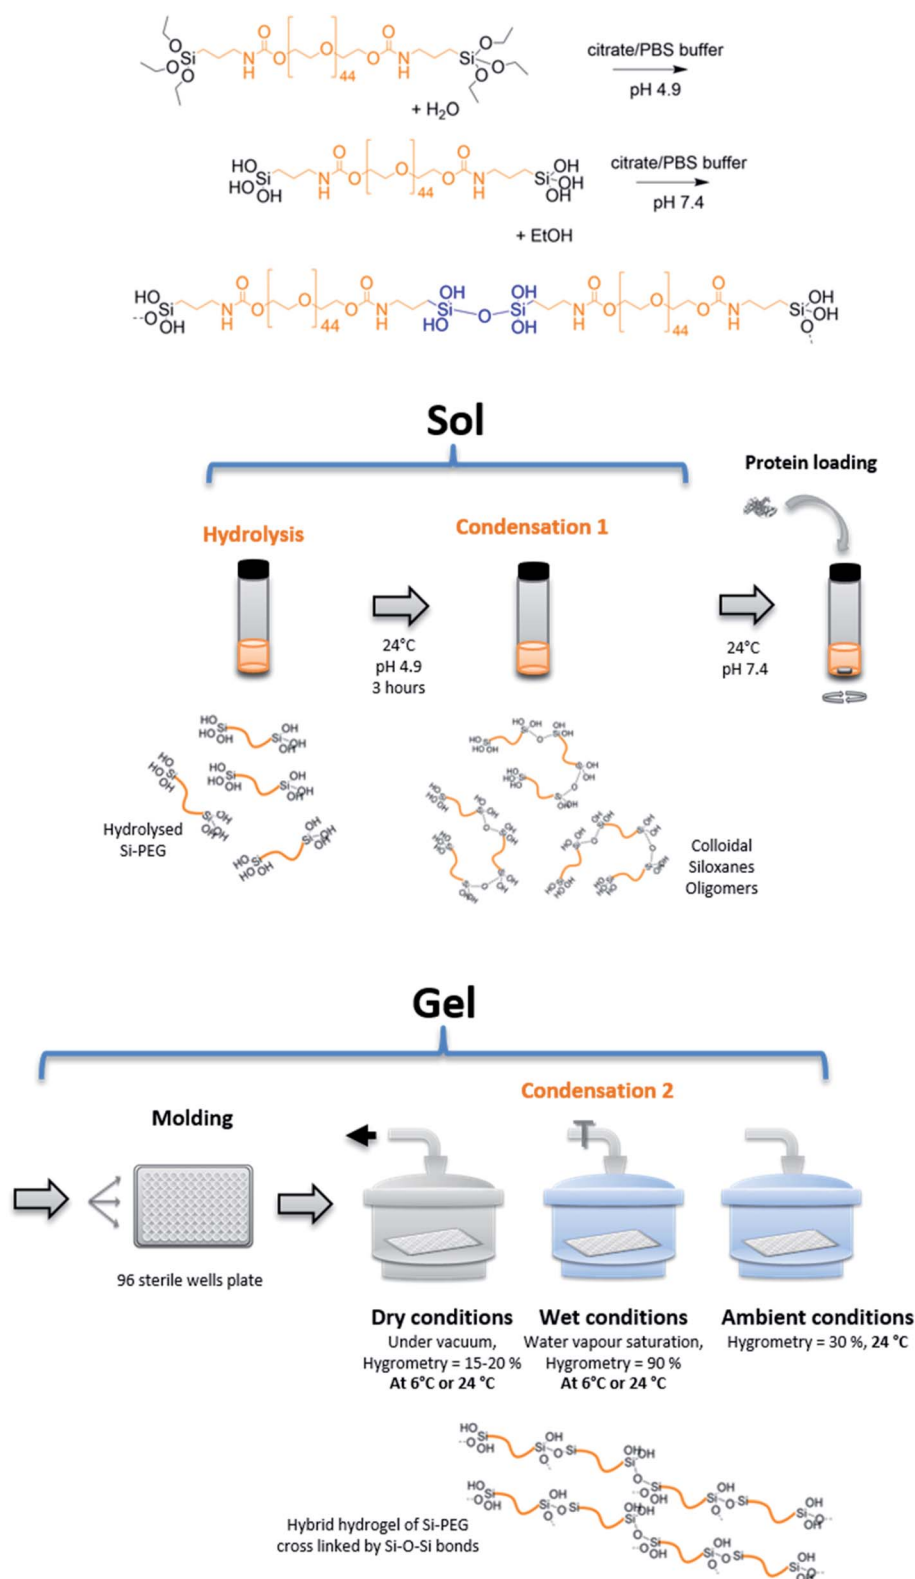 citrate/PBS buffer
pH 4.9
+ H₂O
citrate/PBS buffer
pH 7.4
+ EtOH
Sol
Protein loading
Hydrolysis
Condensation 1
24°C
pH 4.9
3 hours
24°C
pH 7.4
Hydrolysed
Si-PEG
Colloidal
Siloxanes
Oligomers
Gel
Condensation 2
Molding
96 sterile wells plate
Dry conditions
Under vacuum,
Hygrometry = 15-20 %
At 6°C or 24 °C
Wet conditions
Water vapour saturation,
Hygrometry = 90 %
At 6°C or 24 °C
Ambient conditions
Hygrometry = 30 %, 24 °C
Hybrid hydrogel of Si-PEG
cross linked by Si-O-Si bonds